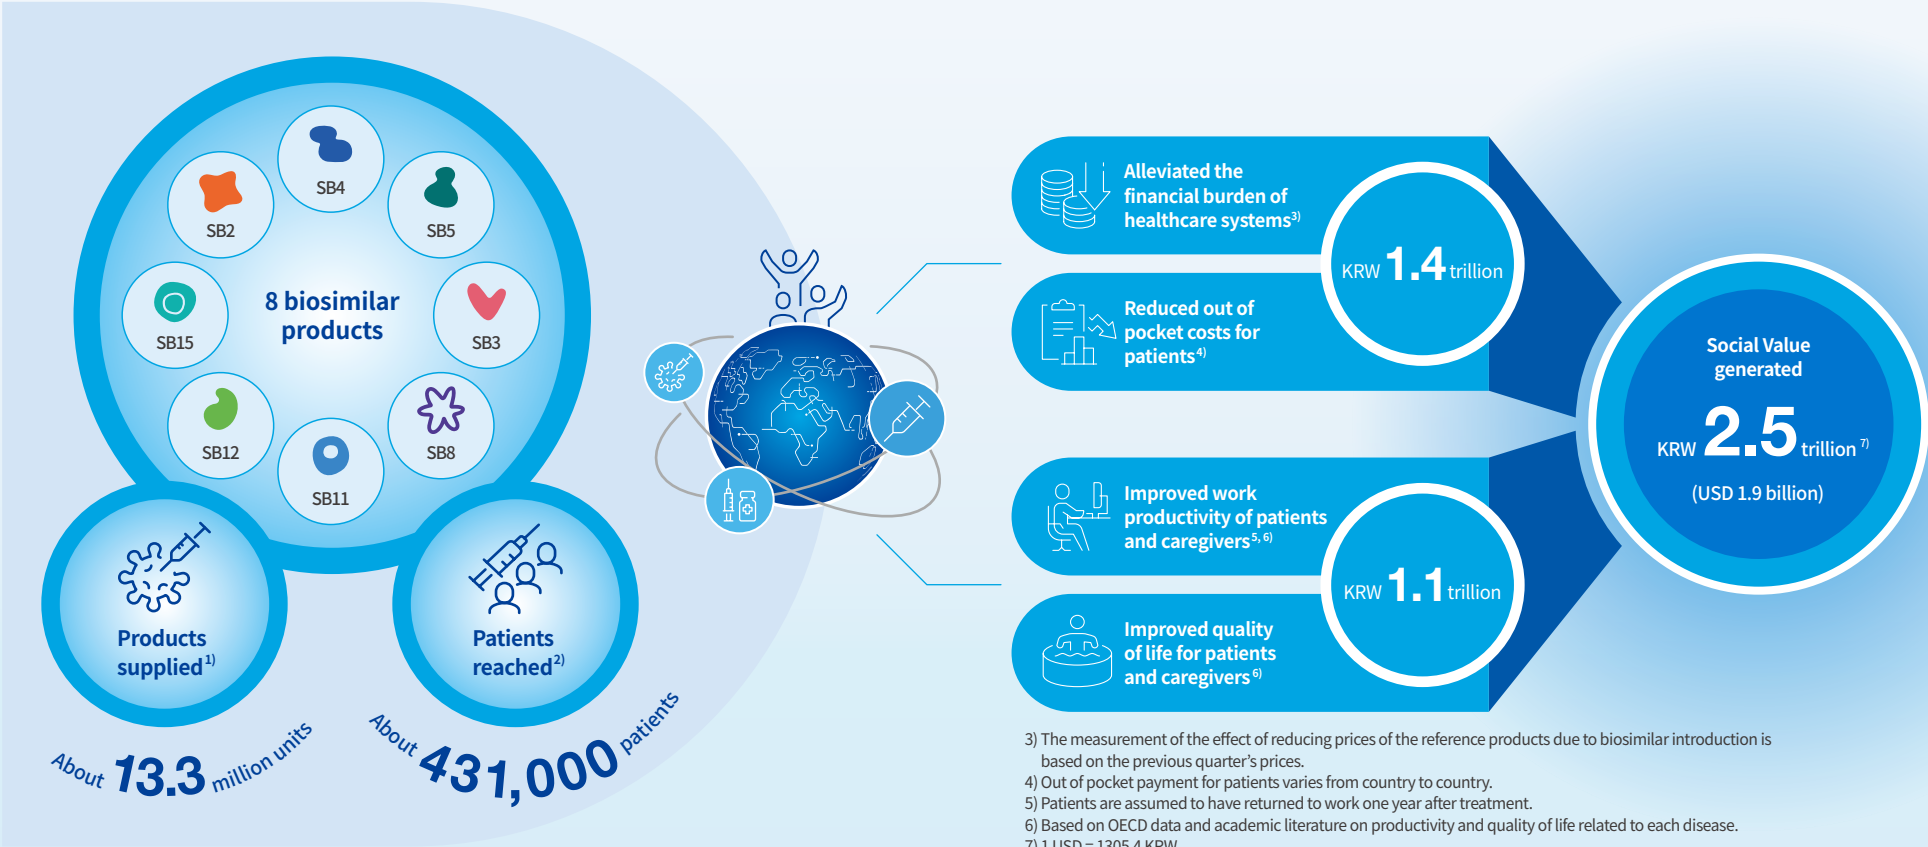 SB4
SB2
SB5
8 biosimilar
products
SB15
SB3
SB12
SB8
SB11
Products
supplied1)
About 13.3 million units
Patients
reached2)
About 431,000 patients
Alleviated the
financial burden of
healthcare systems3)
Reduced out of
pocket costs for
patients4)
KRW 1.4 trillion
Improved work
productivity of patients
and caregivers5, 6)
Improved quality
of life for patients
and caregivers6)
KRW 1.1 trillion
Social Value
generated
KRW 2.5 trillion7)
(USD 1.9 billion)
3) The measurement of the effect of reducing prices of the reference products due to biosimilar introduction is
based on the previous quarter’s prices.
4) Out of pocket payment for patients varies from country to country.
5) Patients are assumed to have returned to work one year after treatment.
6) Based on OECD data and academic literature on productivity and quality of life related to each disease.
7) 1 USD = 1305.4 KRW